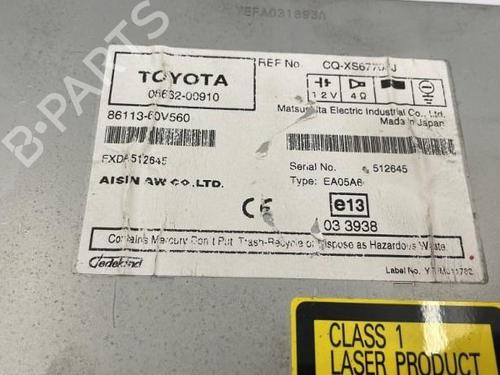 TOYOTA
08632-00910
86113-60V560
512645
AISIN AW CO.,LTD.
REF No.
12V 4Ω
Matsushita Electric Industrial Co., Ltd.
Made in Japan
Serial No. 512645
Type: EA05A6
CE e13
03 3938
Contains Mercury Don't Put Trash-Recycle or Dispose as Hazardous Waste.
Label No.
CLASS 1
LASER PRODUCT
B-PARTS